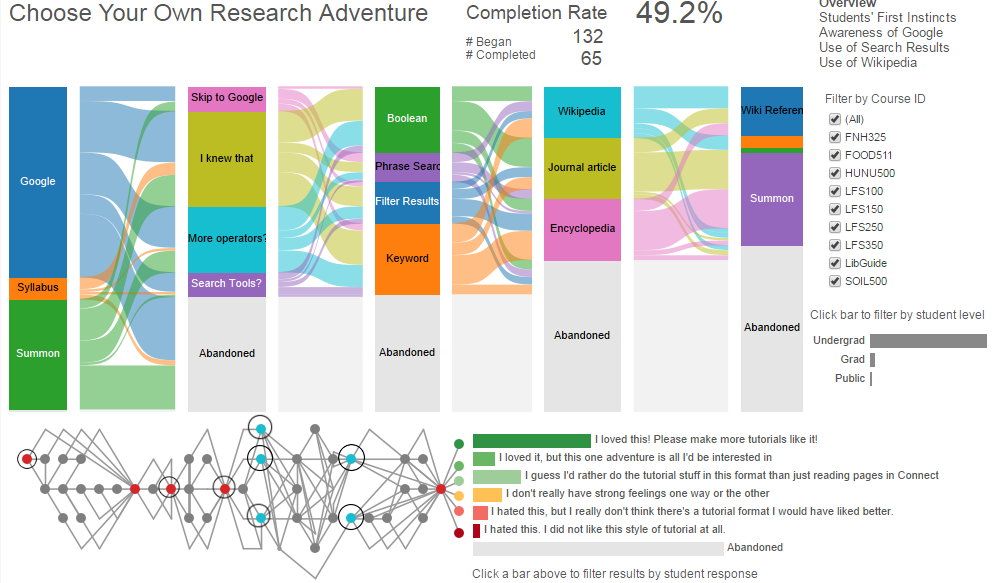 Choose Your Own Research Adventure
Completion Rate
49.2%
# Began
132
# Completed
65
Overview
Students' First Instincts
Awareness of Google
Use of Search Results
Use of Wikipedia
Filter by Course ID
(All)
FNH325
FOOD511
HUNU500
LFS100
LFS150
LFS250
LFS350
LibGuide
SOIL500
Click bar to filter by student level
Undergrad
Grad
Public
Google
Syllabus
Summon
Skip to Google
I knew that
More operators?
Search Tools?
Abandoned
Boolean
Phrase Searc
Filter Results
Keyword
Abandoned
Wikipedia
Journal article
Encyclopedia
Abandoned
Wiki Referen
Summon
Abandoned
I loved this! Please make more tutorials like it!
I loved it, but this one adventure is all I'd be interested in
I guess I'd rather do the tutorial stuff in this format than just reading pages in Connect
I don't really have strong feelings one way or the other
I hated this, but I really don't think there's a tutorial format I would have liked better.
I hated this. I did not like this style of tutorial at all.
Abandoned
Click a bar above to filter results by student response